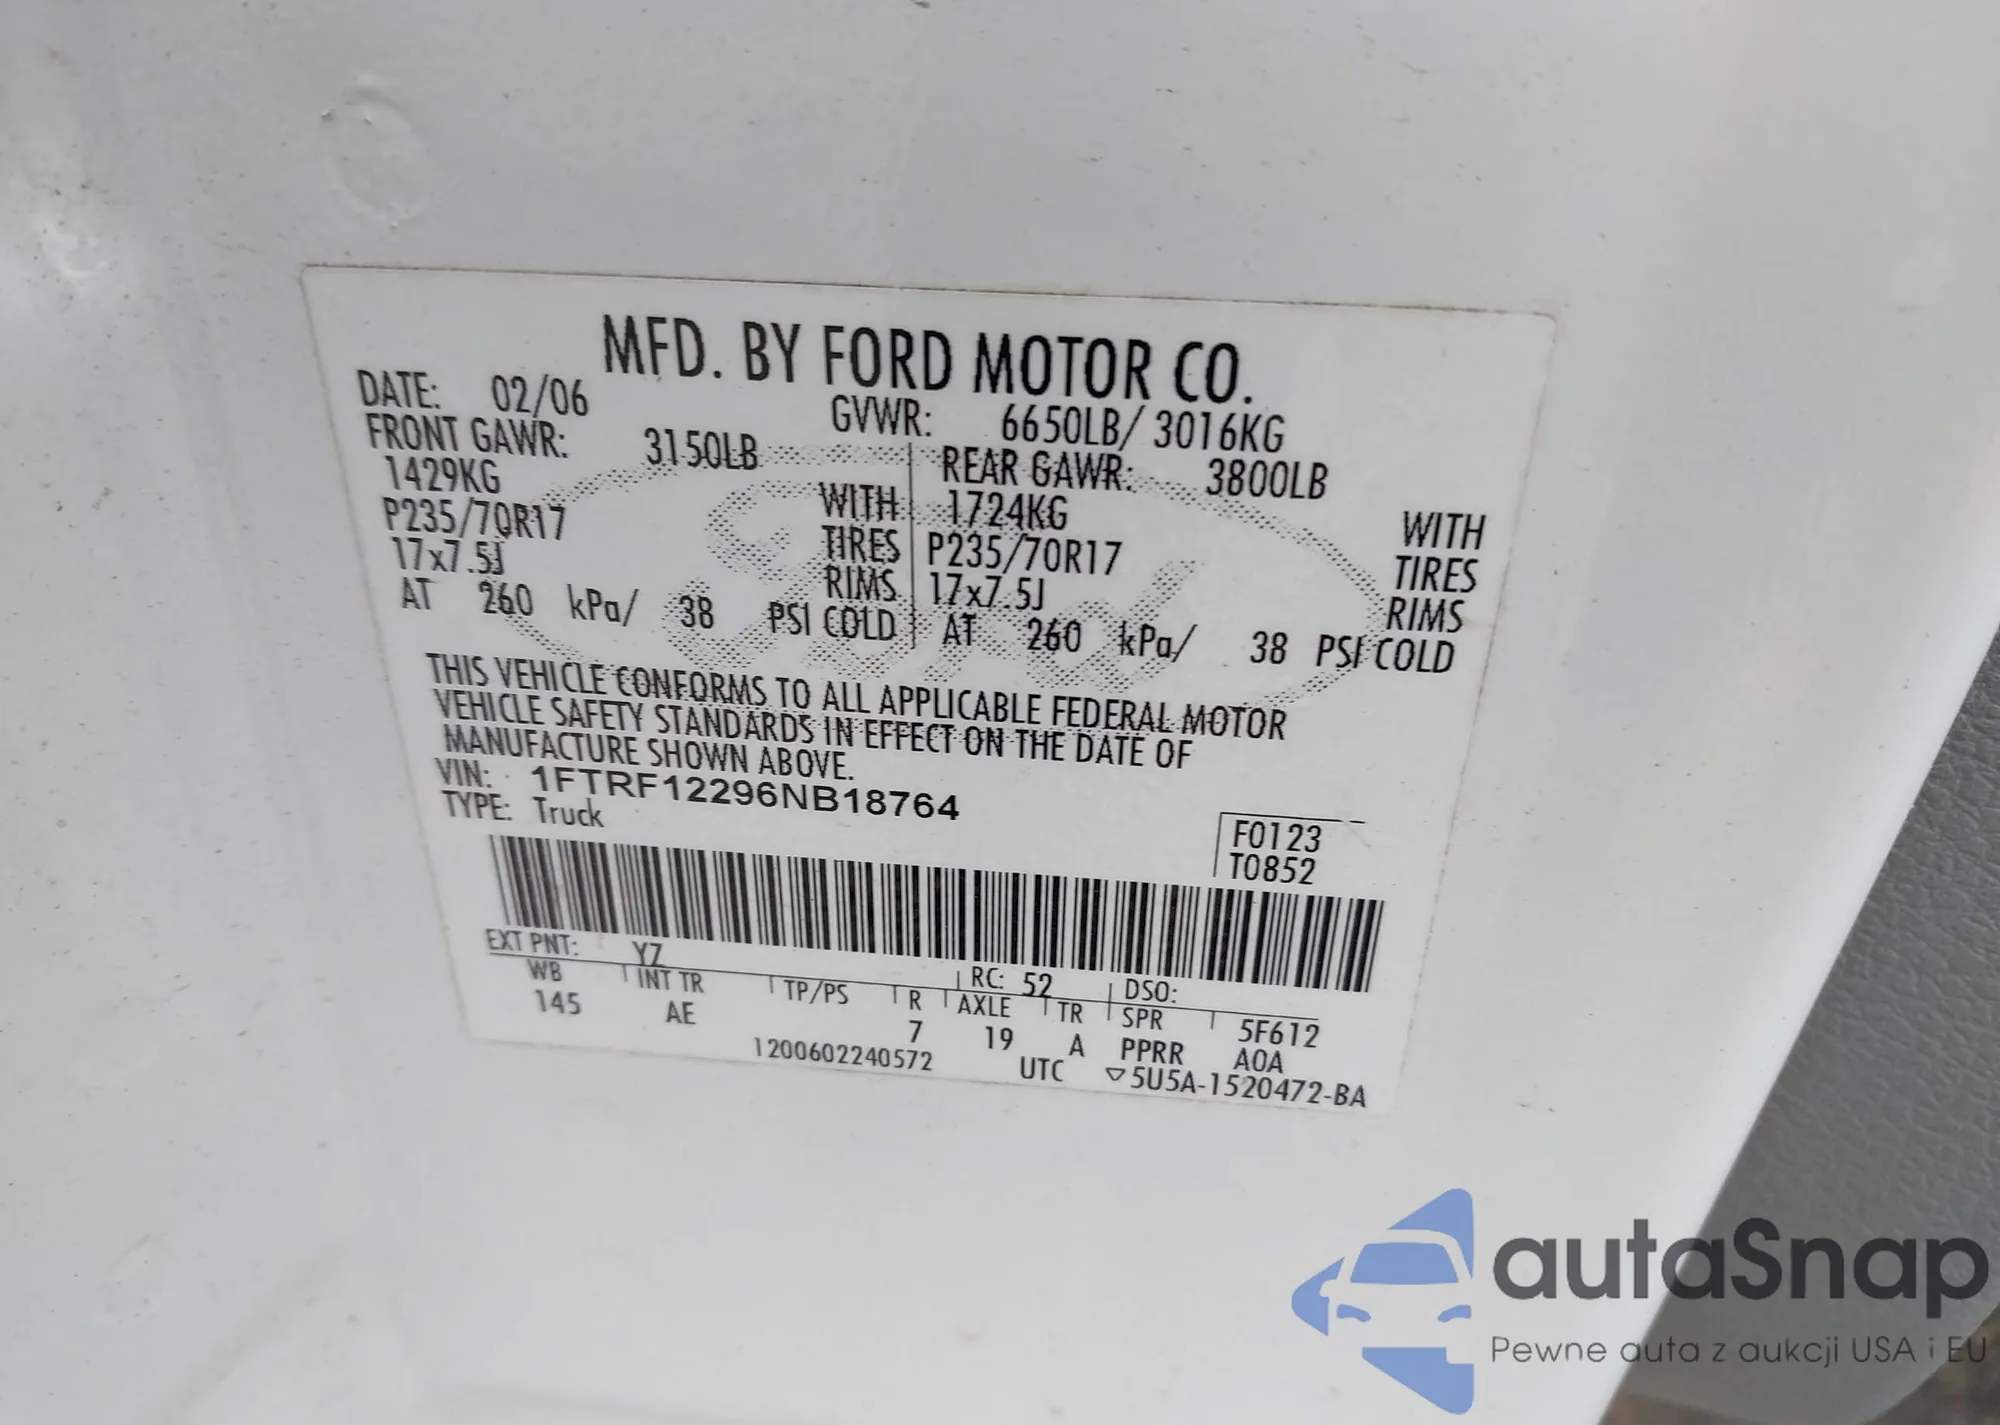 MFD. BY FORD MOTOR CO.
DATE: 02/06 GVWR: 6650LB/ 3016KG
FRONT GAWR: 3150LB REAR GAWR: 3800LB
1429KG WITH 1724KG WITH
P235/70R17 TIRES P235/70R17 TIRES
17x7.5J RIMS 17x7.5J RIMS
AT 260 kPa/ 38 PSI COLD AT 260 kPa/ 38 PSI COLD
THIS VEHICLE CONFORMS TO ALL APPLICABLE FEDERAL MOTOR
VEHICLE SAFETY STANDARDS IN EFFECT ON THE DATE OF
MANUFACTURE SHOWN ABOVE.
VIN: 1FTRF12296NB18764
TYPE: Truck
F0123
T0852
EXT PNT: YZ RC: 52 DSO:
WB INT TR TP/PS R AXLE TR SPR 5F612
145 AE 7 19 A PPRR A0A
1200602240572 UTC ▽5U5A-1520472-BA
Ford
autaSnap
Pewne auta z aukcji USA i EU